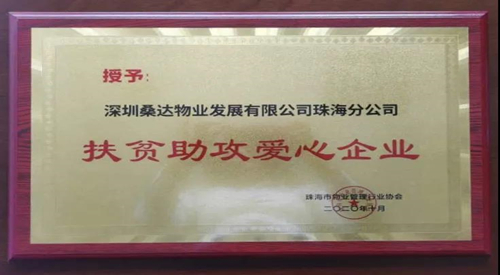 授予：
深圳桑达物业发展有限公司珠海分公司
扶贫助攻爱心企业
珠海市物业管理行业协会
二〇二〇年十月